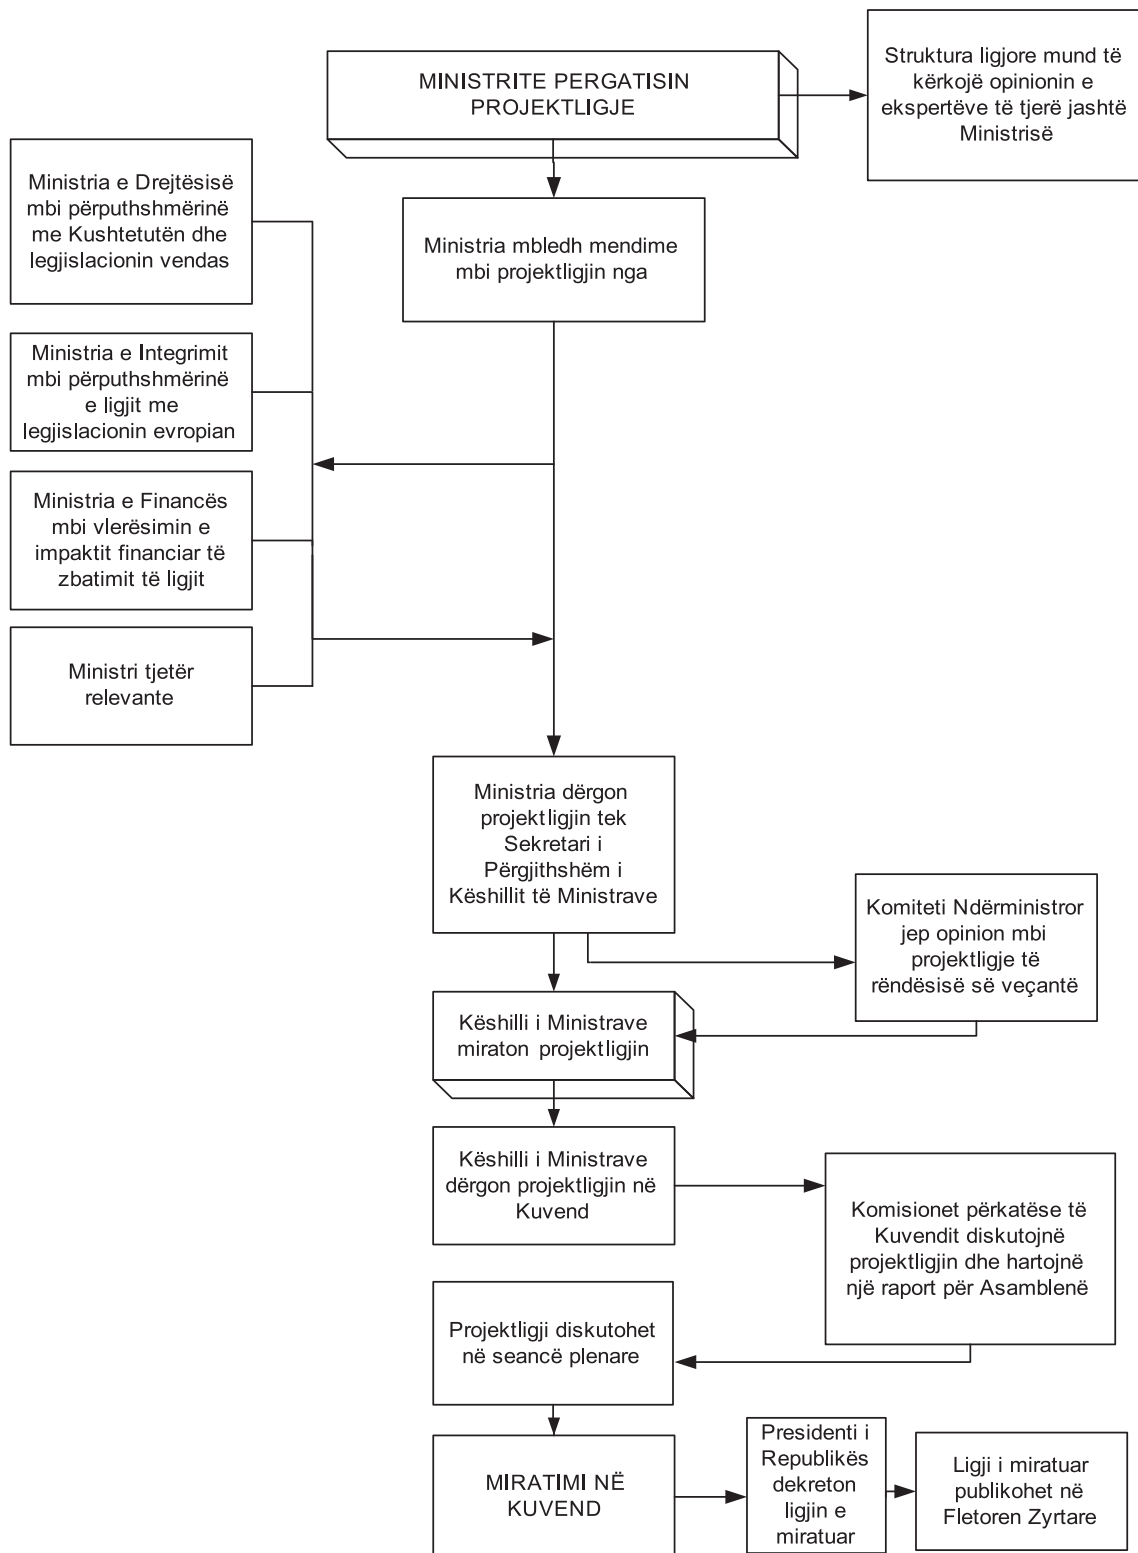 MINISTRITE PERGATISIN
PROJEKTLIGJE
Struktura ligjore mund të
kërkojë opinionin e
ekspertëve të tjerë jashtë
Ministrisë
Ministria e Drejtësisë
mbi përputhshmërinë
me Kushtetutën dhe
legjislacionin vendas
Ministria mbledh mendime
mbi projektligjin nga
Ministria e Integrimit
mbi përputhshmërinë
e ligjit me
legjislacionin evropian
Ministria e Financës
mbi vlerësimin e
impaktit financiar të
zbatimit të ligjit
Ministri tjetër
relevante
Ministria dërgon
projektligjin tek
Sekretari i
Përgjithshëm i
Këshillit të Ministrave
Komiteti Ndërministror
jep opinion mbi
projektligje të
rëndësisë së veçantë
Këshilli i Ministrave
miraton projektligjin
Këshilli i Ministrave
dërgon projektligjin në
Kuvend
Komisionet përkatëse të
Kuvendit diskutojnë
projektligjin dhe hartojnë
një raport për Asamblenë
Projektligji diskutohet
në seancë plenare
MIRATIMI NË
KUVEND
Presidenti i
Republikës
dekreton
ligjin e
miratuar
Ligji i miratuar
publikohet në
Fletoren Zyrtare